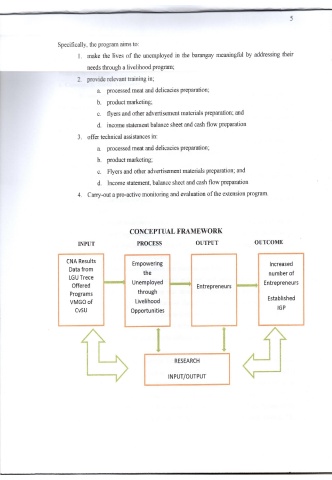 5
Specifically, the program aims to:
1. make the lives of the unemployed in the barangay meaningful by addressing their
needs through a livelihood program;
2. provide relevant training in;
a. processed meat and delicacies preparation;
b. product marketing;
c. flyers and other advertisement materials preparation; and
d. income statement balance sheet and cash flow preparation
3. offer technical assistances in:
a. processed meat and delicacies preparation;
b. product marketing;
c. Flyers and other advertisement materials preparation; and
d. Income statement, balance sheet and cash flow preparation
4. Carry-out a pro-active monitoring and evaluation of the extension program.
CONCEPTUAL FRAMEWORK
INPUT PROCESS OUTPUT OUTCOME
CNA Results
Data from
LGU Trece
Offered
Programs
VMGO of
CvSU
Empowering
the
Unemployed
through
Livelihood
Opportunities
Entrepreneurs
Increased
number of
Entrepreneurs
Established
IGP
RESEARCH
INPUT/OUTPUT